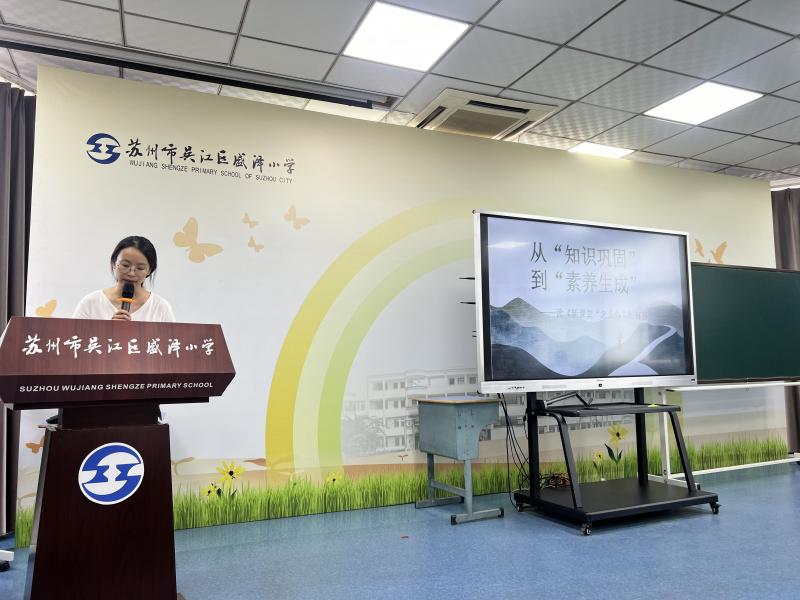 苏州市吴江区盛泽小学
WUJIANG SHENGZE PRIMARY SCHOOL OF SUZHOU CITY
从“知识巩固”
到“素养生成”
苏州市吴江区盛泽小学
SUZHOU WUJIANG SHENGZE PRIMARY SCHOOL